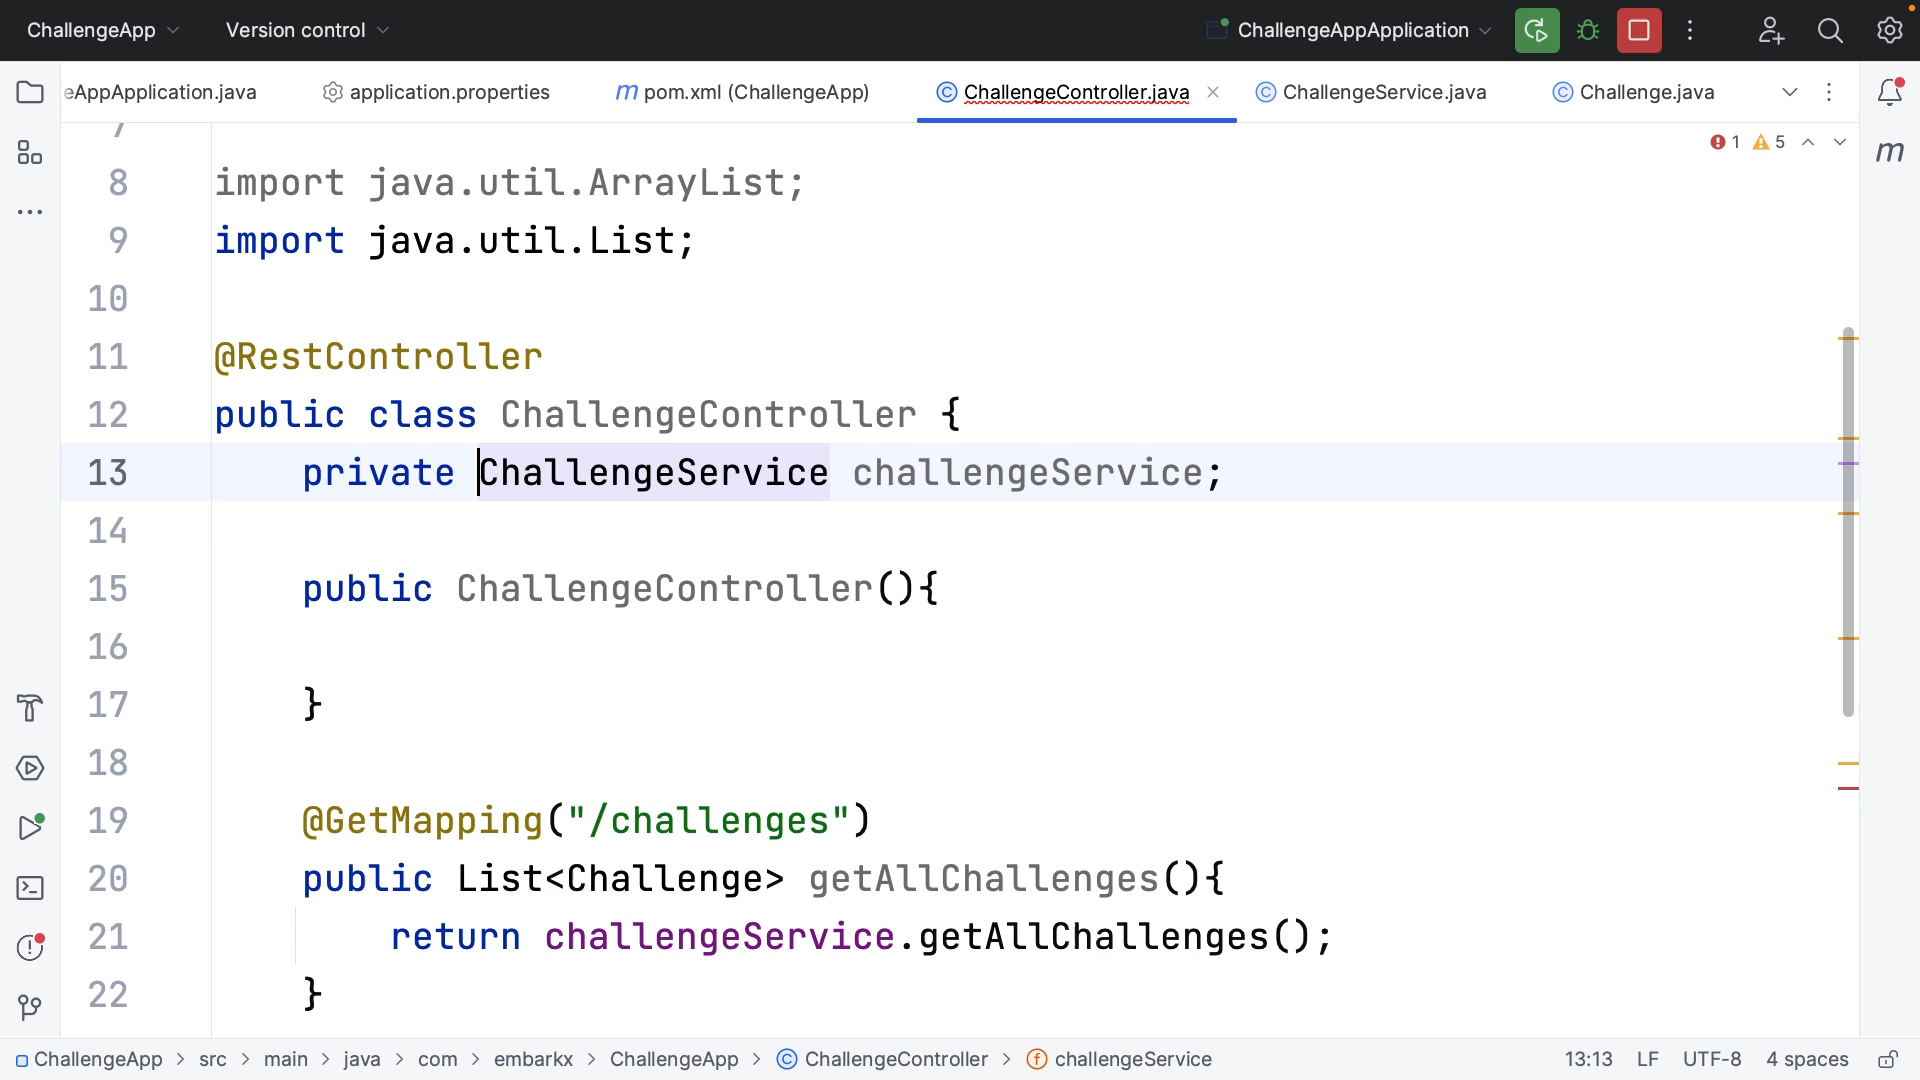 ChallengeApp Version control ChallengeAppApplication
eAppApplication.java application.properties m pom.xml (ChallengeApp) ChallengeController.java ChallengeService.java Challenge.java
1 5
m
7
8 import java.util.ArrayList;
9 import java.util.List;
10
11 @RestController
12 public class ChallengeController {
13 private ChallengeService challengeService;
14
15 public ChallengeController(){
16
17 }
18
19 @GetMapping("/challenges")
20 public List<Challenge> getAllChallenges(){
21 return challengeService.getAllChallenges();
22 }
ChallengeApp > src > main > java > com > embarkx > ChallengeApp > ChallengeController > challengeService 13:13 LF UTF-8 4 spaces